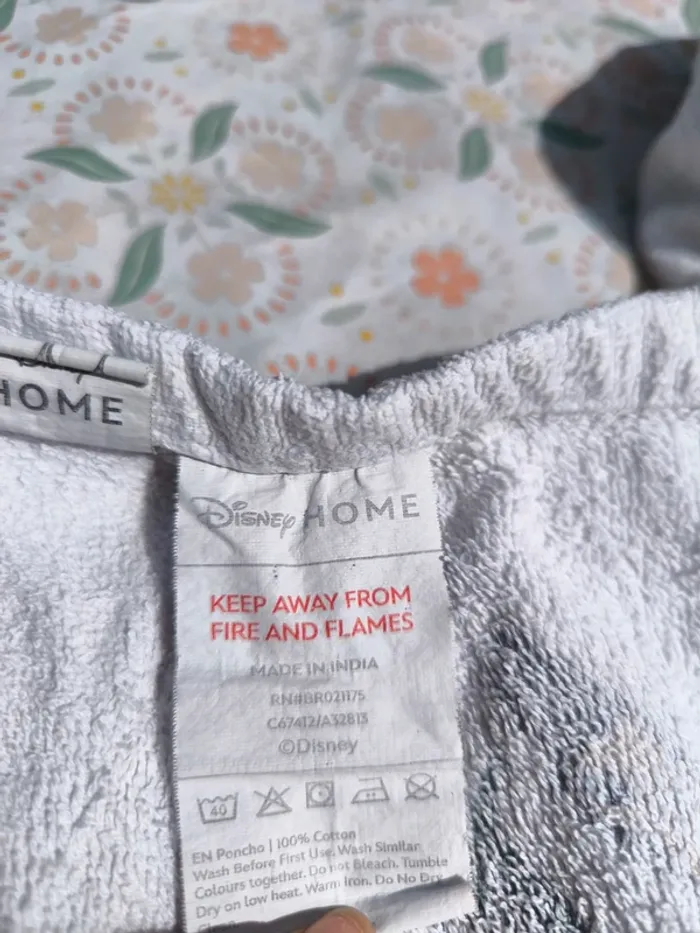 HOME
Disney HOME
KEEP AWAY FROM
FIRE AND FLAMES
MADE IN INDIA
RN#BR021175
C67412/A32813
©Disney
40
EN Poncho | 100% Cotton
Wash Before First Use. Wash Similar
Colours together. Do not Bleach. Tumble
Dry on low heat. Warm Iron. Do No Dry